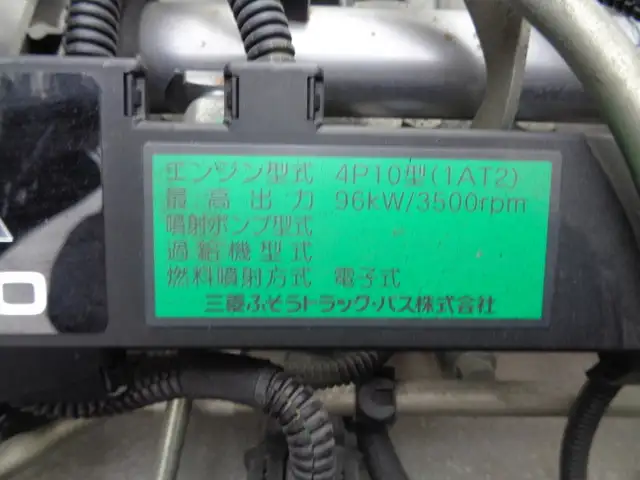 エンジン型式 4P10型(1AT2)
最高出力 96kW/3500rpm
噴射ポンプ型式
過給機型式
燃料噴射方式 電子式
三菱ふそうトラック・バス株式会社